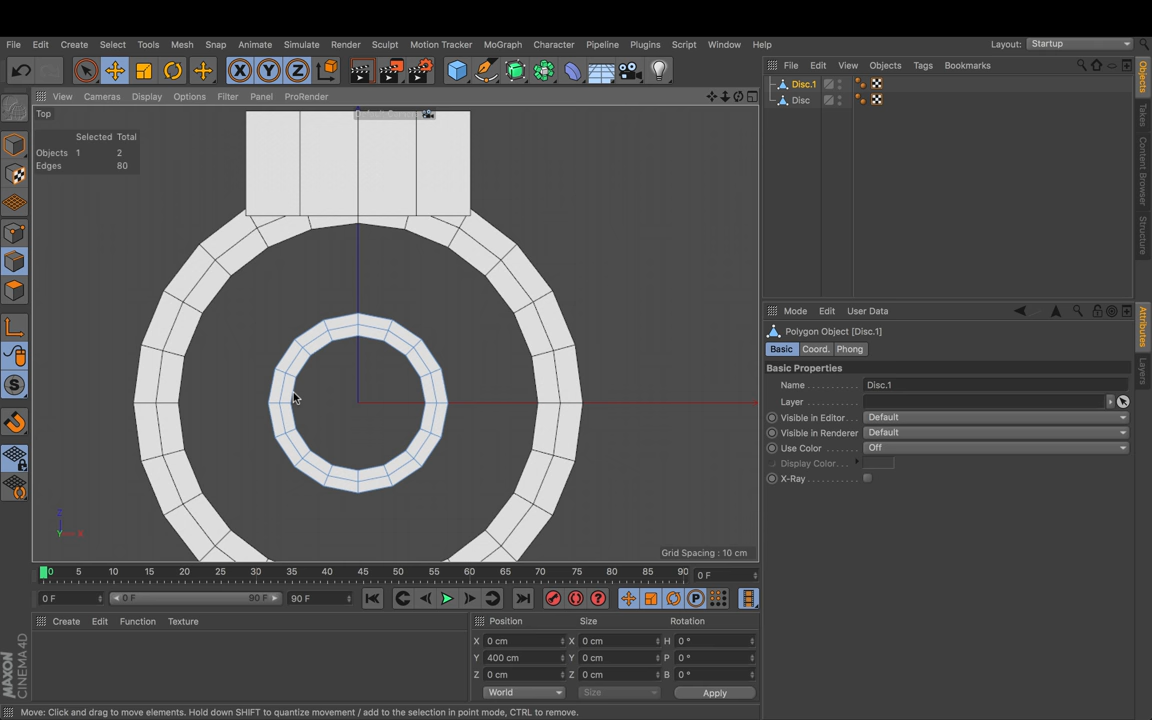 File Edit Create Select Tools Mesh Snap Animate Simulate Render Sculpt Motion Tracker MoGraph Character Pipeline Plugins Script Window Help Layout: Startup
X Y Z
File Edit View Objects Tags Bookmarks
Disc.1
Disc
View Cameras Display Options Filter Panel ProRender
Top
Selected Total
Objects 1 2
Edges 80
Z
Y X
Grid Spacing : 10 cm
Mode Edit User Data
Polygon Object [Disc.1]
Basic Coord. Phong
Basic Properties
Name Disc.1
Layer
Visible in Editor Default
Visible in Renderer Default
Use Color Off
Display Color
X-Ray
Objects
Takes
Content Browser
Structure
Attributes
Layers
0 5 10 15 20 25 30 35 40 45 50 55 60 65 70 75 80 85 90 0 F
0 F 0 F 90 F 90 F
Create Edit Function Texture
Position Size Rotation
X 0 cm X 0 cm H 0 °
Y 400 cm Y 0 cm P 0 °
Z 0 cm Z 0 cm B 0 °
World Size Apply
MAXON
CINEMA4D
Move: Click and drag to move elements. Hold down SHIFT to quantize movement / add to the selection in point mode, CTRL to remove.